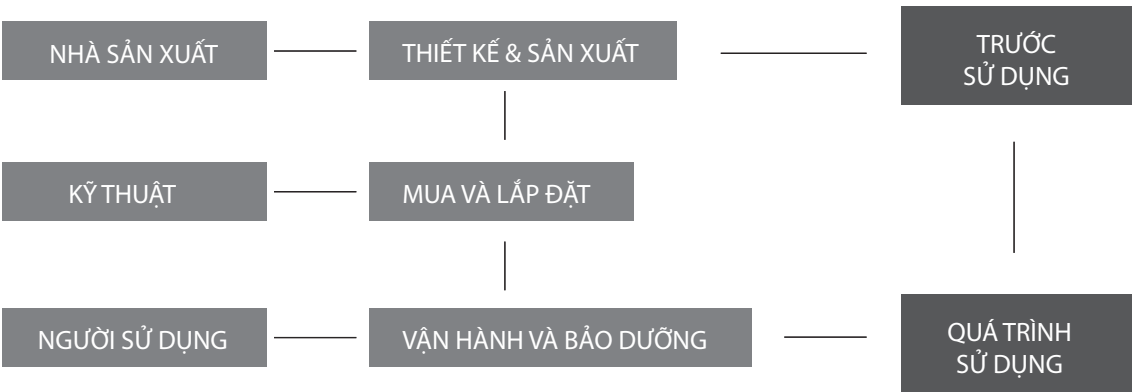 NHÀ SẢN XUẤT
THIẾT KẾ & SẢN XUẤT
TRƯỚC
SỬ DỤNG
KỸ THUẬT
MUA VÀ LẮP ĐẶT
NGƯỜI SỬ DỤNG
VẬN HÀNH VÀ BẢO DƯỠNG
QUÁ TRÌNH
SỬ DỤNG